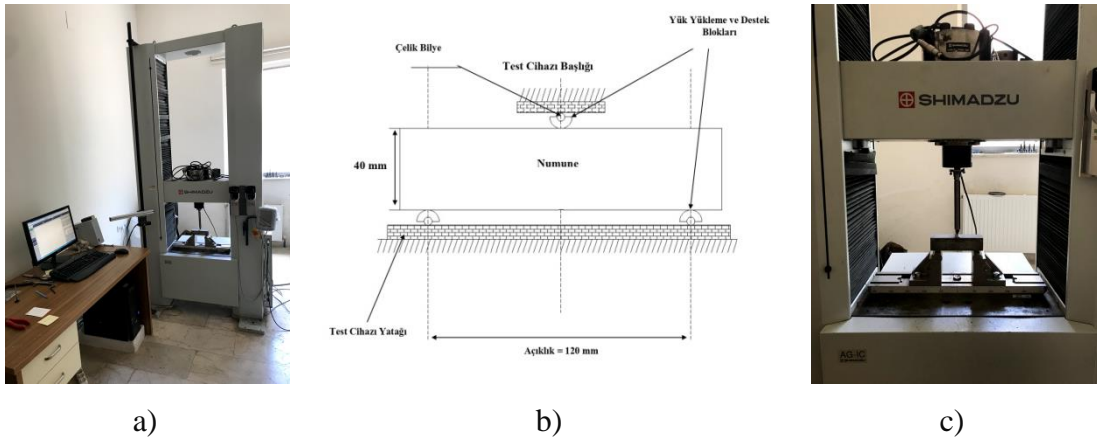 SHIMADZU
Çelik Bilye
Yük Yükleme ve Destek
Blokları
Test Cihazı Başlığı
40 mm
Numune
Test Cihazı Yatağı
Açıklık = 120 mm
SHIMADZU
AG-IC
a)
b)
c)